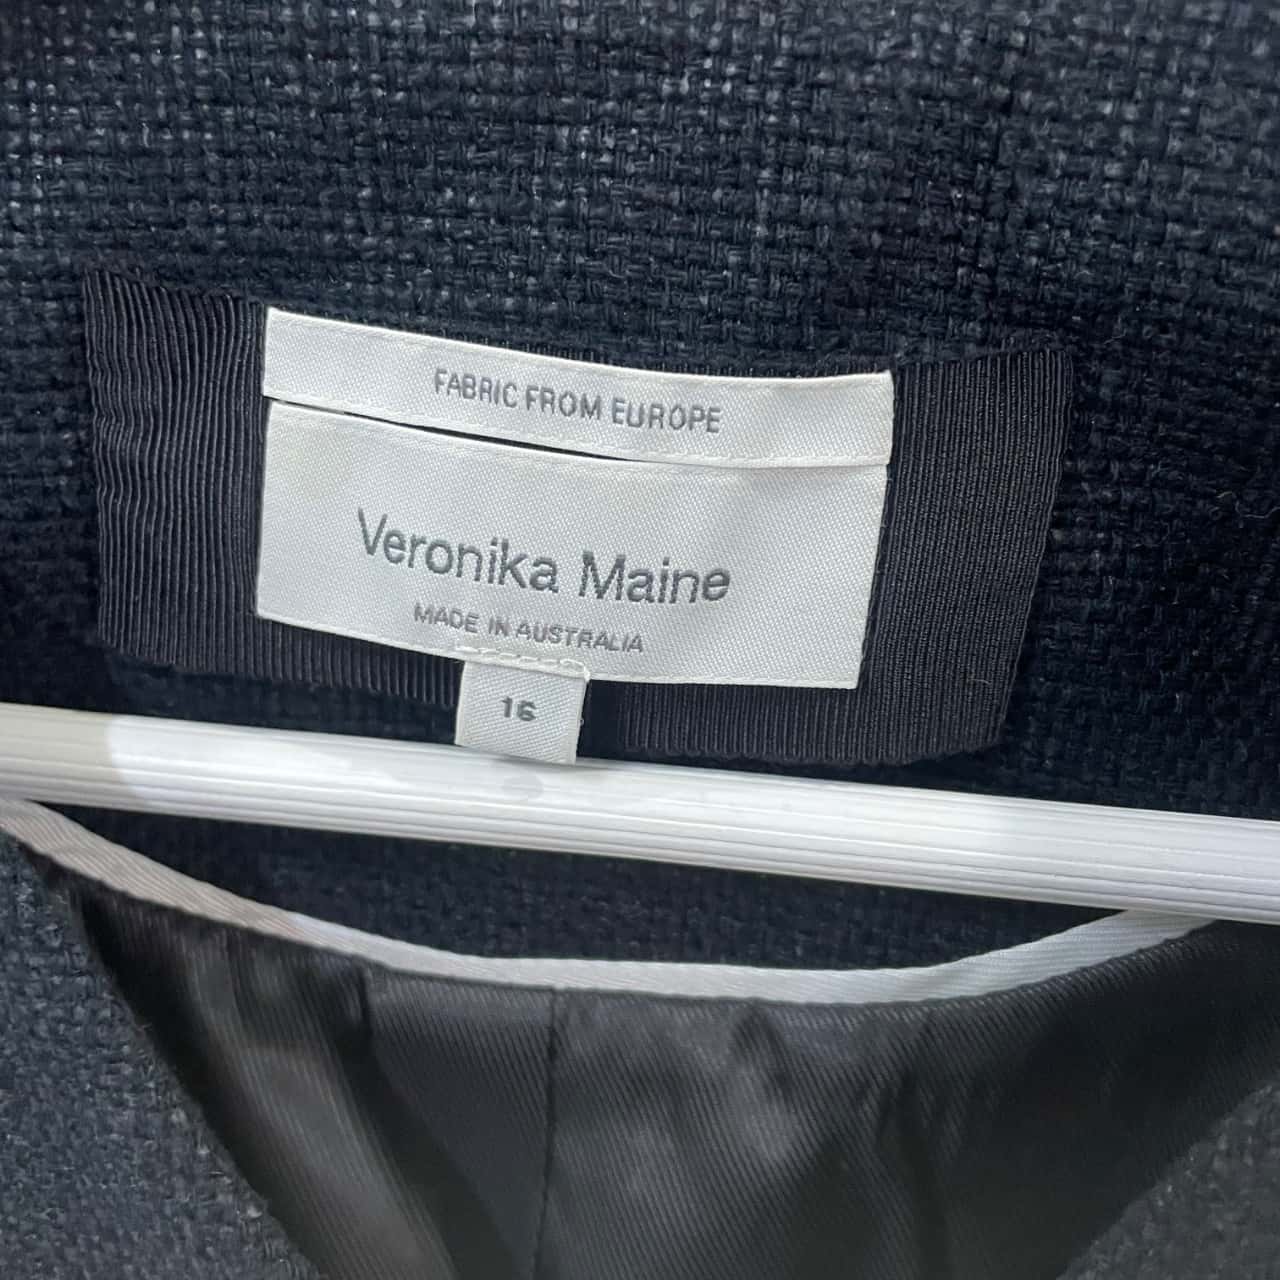 FABRIC FROM EUROPE
Veronika Maine
MADE IN AUSTRALIA
16